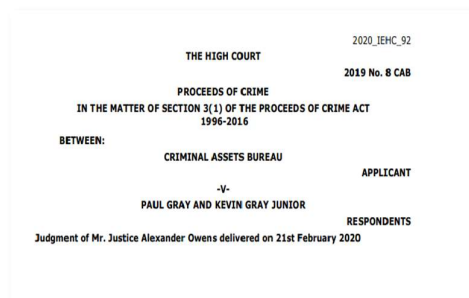 2020_IEHC_92
THE HIGH COURT
2019 No. 8 CAB
PROCEEDS OF CRIME
IN THE MATTER OF SECTION 3(1) OF THE PROCEEDS OF CRIME ACT
1996-2016
BETWEEN:
CRIMINAL ASSETS BUREAU
APPLICANT
-V-
PAUL GRAY AND KEVIN GRAY JUNIOR
RESPONDENTS
Judgment of Mr. Justice Alexander Owens delivered on 21st February 2020